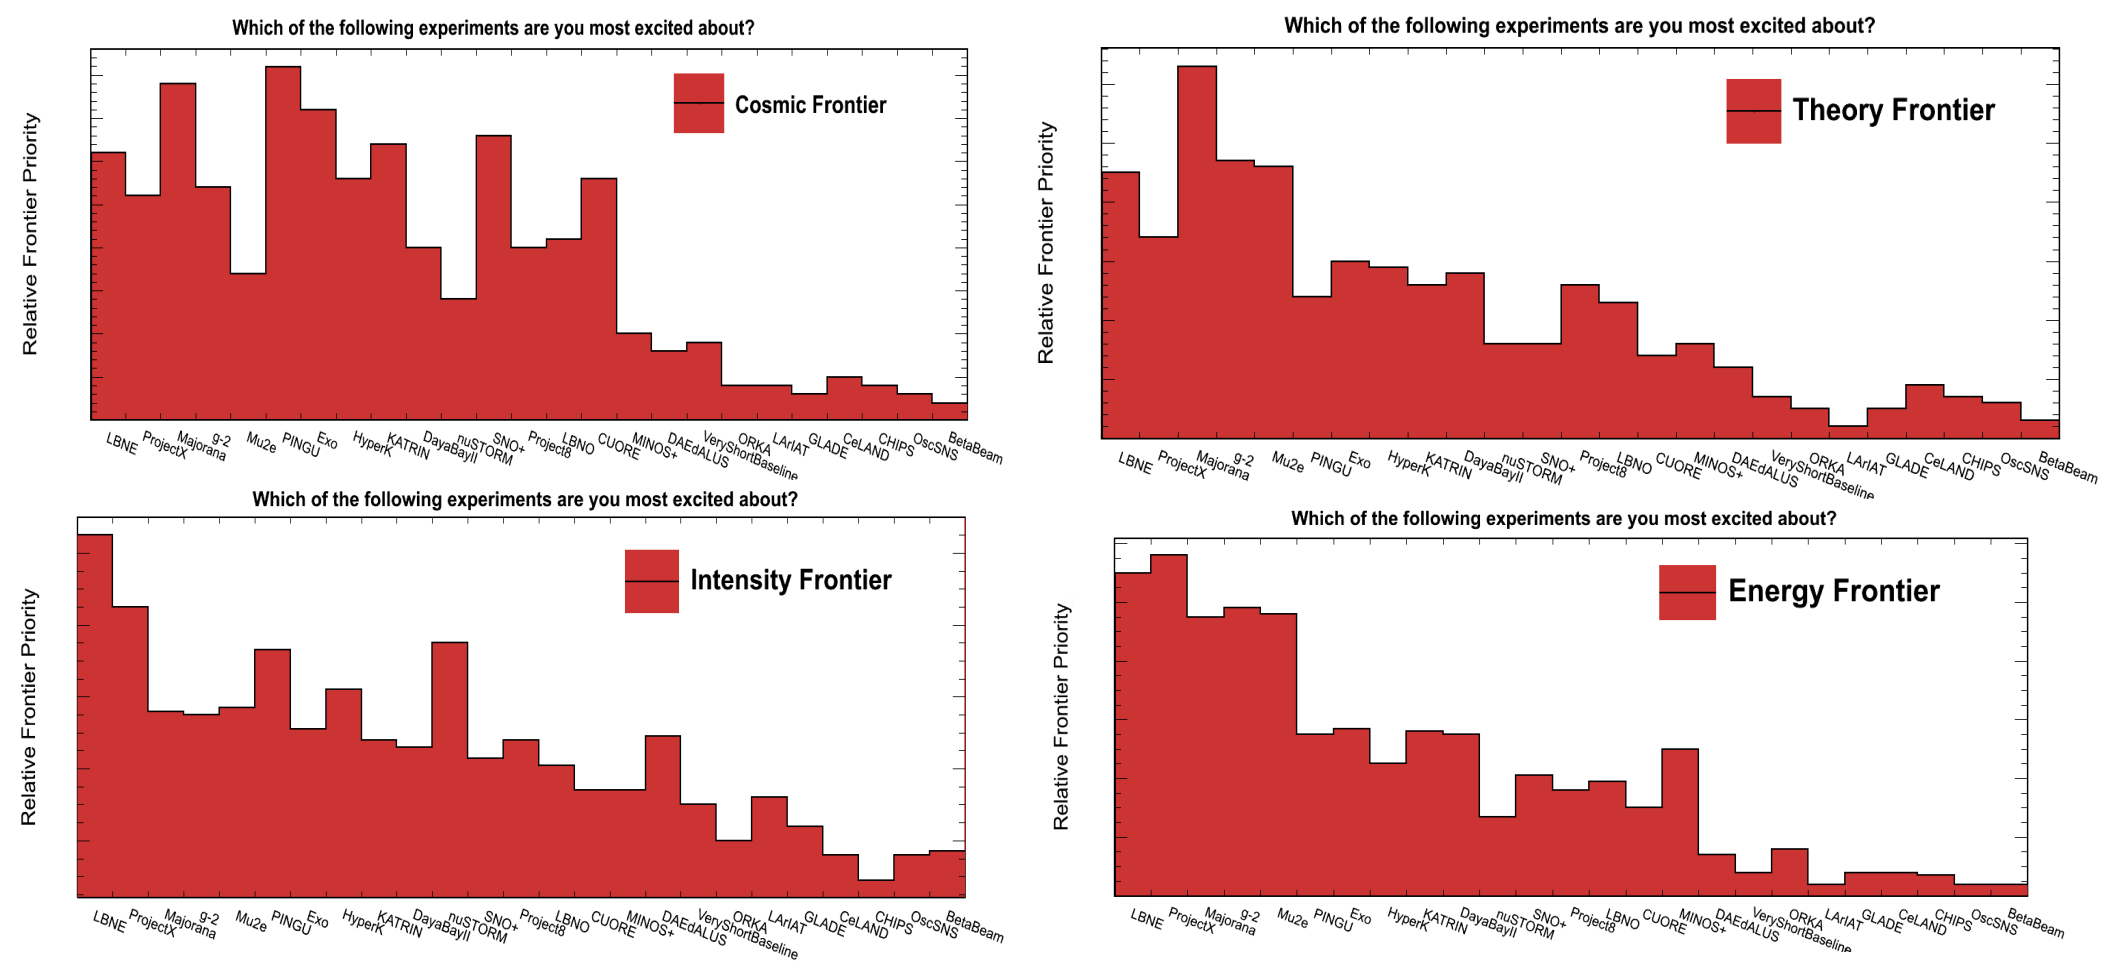 Which of the following experiments are you most excited about?
Cosmic Frontier
Relative Frontier Priority
LBNE ProjectX Majorana g-2 Mu2e PINGU Exo HyperK KATRIN DayaBayII nuSTORM SNO+ Project8 LBNO CUORE MINOS+ DAEdALUS VeryShortBaseline ORKA LArIAT GLADE CeLAND CHIPS OscSNS BetaBeam
Which of the following experiments are you most excited about?
Theory Frontier
Relative Frontier Priority
LBNE ProjectX Majorana g-2 Mu2e PINGU Exo HyperK KATRIN DayaBayII nuSTORM SNO+ Project8 LBNO CUORE MINOS+ DAEdALUS VeryShortBaseline ORKA LArIAT GLADE CeLAND CHIPS OscSNS BetaBeam
Which of the following experiments are you most excited about?
Intensity Frontier
Relative Frontier Priority
LBNE ProjectX Majorana g-2 Mu2e PINGU Exo HyperK KATRIN DayaBayII nuSTORM SNO+ Project8 LBNO CUORE MINOS+ DAEdALUS VeryShortBaseline ORKA LArIAT GLADE CeLAND CHIPS OscSNS BetaBeam
Which of the following experiments are you most excited about?
Energy Frontier
Relative Frontier Priority
LBNE ProjectX Majorana g-2 Mu2e PINGU Exo HyperK KATRIN DayaBayII nuSTORM SNO+ Project8 LBNO CUORE MINOS+ DAEdALUS VeryShortBaseline ORKA LArIAT GLADE CeLAND CHIPS OscSNS BetaBeam